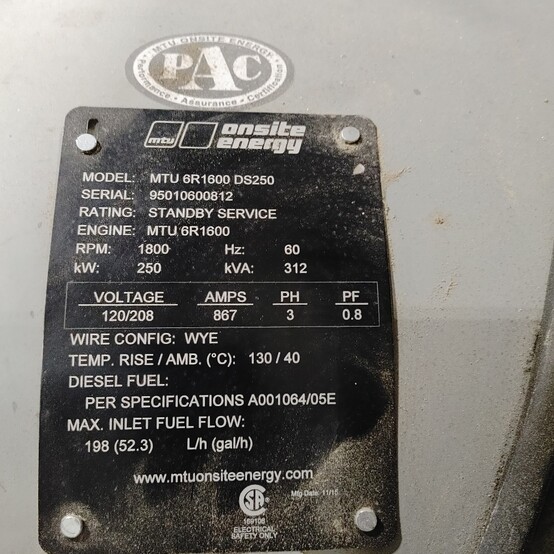 MTU ONSITE ENERGY
PAC
Performance • Assurance • Certification
mtu onsite energy
MODEL: MTU 6R1600 DS250
SERIAL: 95010600812
RATING: STANDBY SERVICE
ENGINE: MTU 6R1600
RPM: 1800 Hz: 60
kW: 250 kVA: 312
VOLTAGE AMPS PH PF
120/208 867 3 0.8
WIRE CONFIG: WYE
TEMP. RISE / AMB. (°C): 130 / 40
DIESEL FUEL:
PER SPECIFICATIONS A001064/05E
MAX. INLET FUEL FLOW:
198 (52.3) L/h (gal/h)
www.mtuonsiteenergy.com
Mfg Date: 11/15
169106
ELECTRICAL
SAFETY ONLY